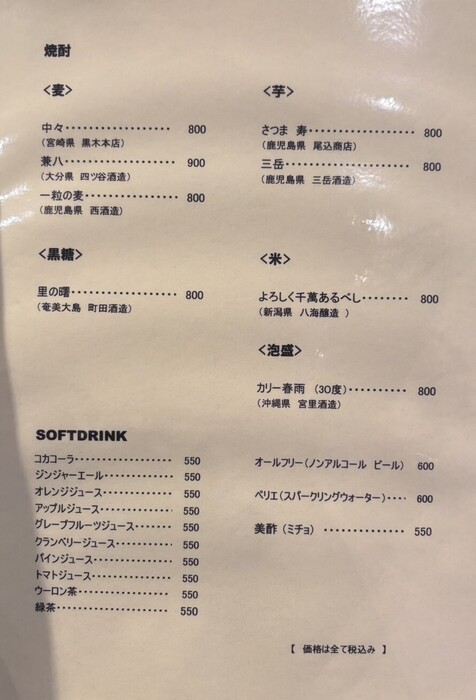 焼酎
＜麦＞
中々・・・・・・・・・・・・・・・・・・ 800
（宮崎県 黒木本店）
兼八・・・・・・・・・・・・・・・・・・ 900
（大分県 四ツ谷酒造）
一粒の麦・・・・・・・・・・・・・・ 800
（鹿児島県 西酒造）
＜芋＞
さつま 寿・・・・・・・・・・・・・・・・・・ 800
（鹿児島県 尾込商店）
三岳・・・・・・・・・・・・・・・・・・・・・ 800
（鹿児島県 三岳酒造）
＜黒糖＞
里の曙・・・・・・・・・・・・・・・・・・ 800
（奄美大島 町田酒造）
＜米＞
よろしく千萬あるべし・・・・・・・・ 800
（新潟県 八海醸造 ）
＜泡盛＞
カリー春雨 （30度）・・・・・・・・・・ 800
（沖縄県 宮里酒造）
SOFTDRINK
コカコーラ・・・・・・・・・・・・・・・・・・ 550
ジンジャーエール・・・・・・・・・・・・ 550
オレンジジュース・・・・・・・・・・・・ 550
アップルジュース・・・・・・・・・・・・ 550
グレープフルーツジュース・・・・・・ 550
クランベリージュース・・・・・・・・・ 550
パインジュース・・・・・・・・・・・・・・ 550
トマトジュース・・・・・・・・・・・・・・ 550
ウーロン茶・・・・・・・・・・・・・・・・ 550
緑茶・・・・・・・・・・・・・・・・・・・・・ 550
オールフリー（ノンアルコール ビール） 600
ペリエ（スパークリングウォーター）・・・・ 600
美酢（ミチョ） ・・・・・・・・・・・・・・ 550
【 価格は全て税込み 】